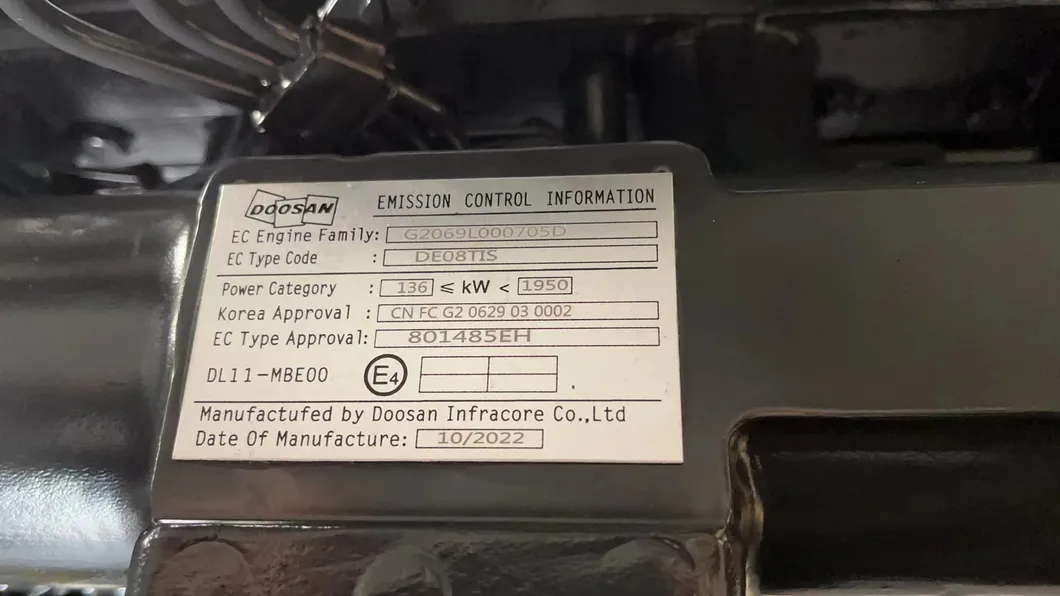 DOOSAN
EMISSION CONTROL INFORMATION
EC Engine Family: G2069L000705D
EC Type Code : DE08TIS
Power Category : 136 ≤ kW < 1950
Korea Approval : CN FC G2 0629 03 0002
EC Type Approval: 801485EH
DL11-MBE00 E4
Manufactufed by Doosan Infracore Co.,Ltd
Date Of Manufacture: 10/2022